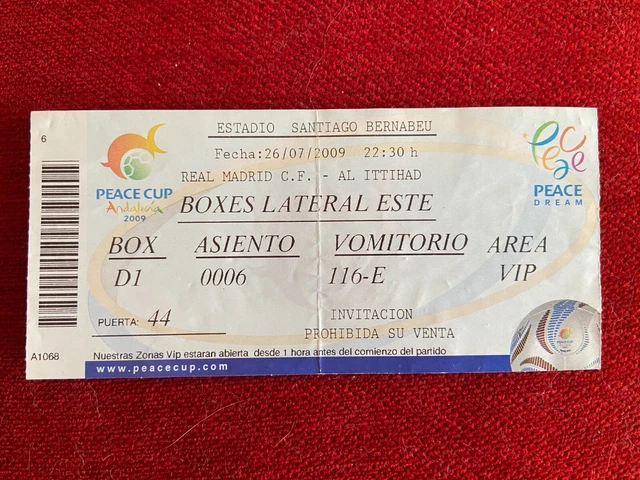 6
ESTADIO SANTIAGO BERNABEU
Fecha:26/07/2009 22:30 h
REAL MADRID C.F. - AL ITTIHAD
PEACE CUP
Andalucía
2009
PEACE
DREAM
BOXES LATERAL ESTE
BOX ASIENTO VOMITORIO AREA
D1 0006 116-E VIP
PUERTA: 44
INVITACION
PROHIBIDA SU VENTA
A1068
Nuestras Zonas Vip estaran abierta desde 1 hora antes del comienzo del partido
www.peacecup.com